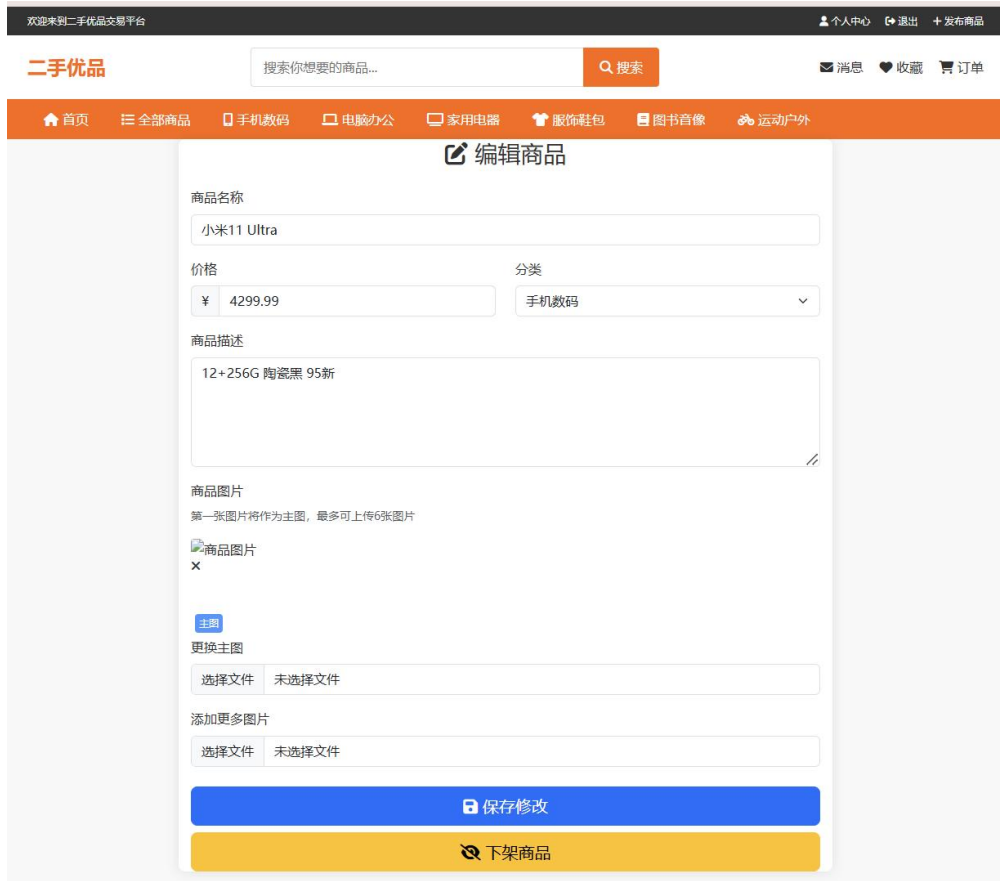 欢迎来到二手优品交易平台 个人中心 退出 发布商品
二手优品 搜索你想要的商品... 搜索 消息 收藏 订单
首页 全部商品 手机数码 电脑办公 家用电器 服饰鞋包 图书音像 运动户外
编辑商品
商品名称
小米11 Ultra
价格 分类
¥ 4299.99 手机数码
商品描述
12+256G 陶瓷黑 95新
商品图片
第一张图片将作为主图，最多可上传6张图片
商品图片
×
主图
更换主图
选择文件 未选择文件
添加更多图片
选择文件 未选择文件
保存修改
下架商品